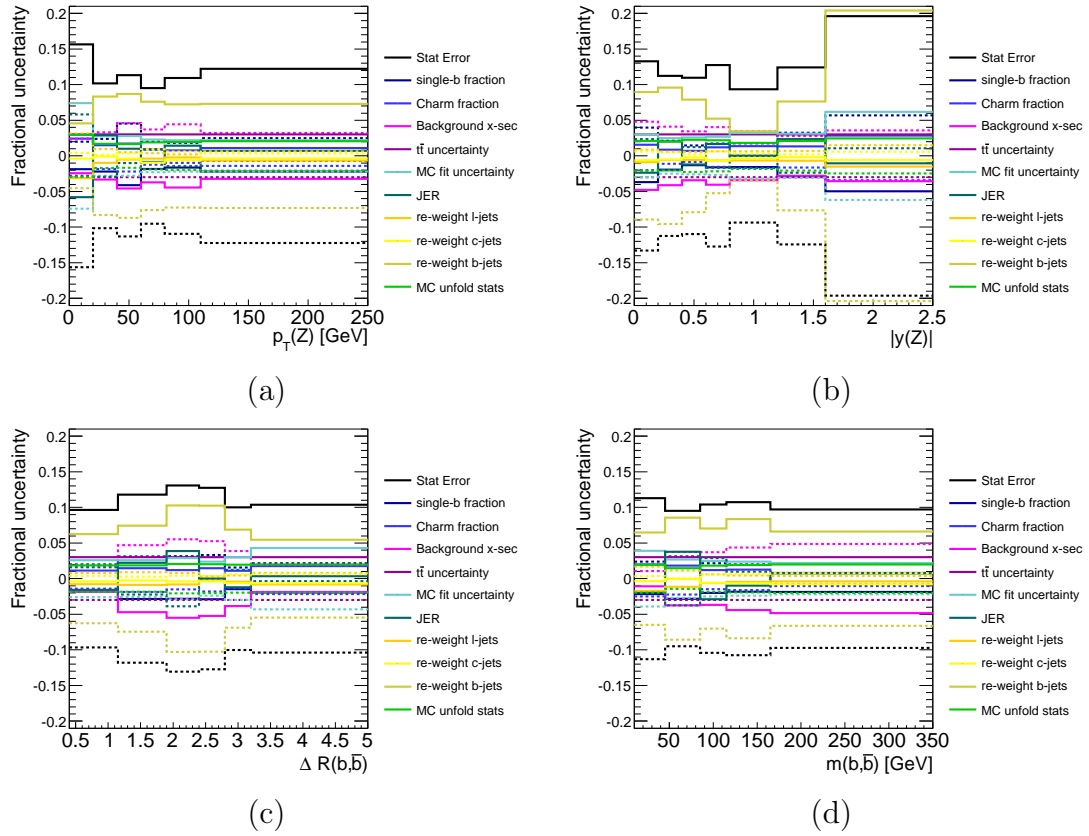 Fractional uncertainty
0.2
0.15
0.1
0.05
0
-0.05
-0.1
-0.15
-0.2
0 50 100 150 200 250
p_T(Z) [GeV]
Stat Error
single-b fraction
Charm fraction
Background x-sec
tt̄ uncertainty
MC fit uncertainty
JER
re-weight l-jets
re-weight c-jets
re-weight b-jets
MC unfold stats
(a)
Fractional uncertainty
0.2
0.15
0.1
0.05
0
-0.05
-0.1
-0.15
-0.2
0 0.5 1 1.5 2 2.5
|y(Z)|
Stat Error
single-b fraction
Charm fraction
Background x-sec
tt̄ uncertainty
MC fit uncertainty
JER
re-weight l-jets
re-weight c-jets
re-weight b-jets
MC unfold stats
(b)
Fractional uncertainty
0.2
0.15
0.1
0.05
0
-0.05
-0.1
-0.15
-0.2
0.5 1 1.5 2 2.5 3 3.5 4 4.5 5
Δ R(b,b̄)
Stat Error
single-b fraction
Charm fraction
Background x-sec
tt̄ uncertainty
MC fit uncertainty
JER
re-weight l-jets
re-weight c-jets
re-weight b-jets
MC unfold stats
(c)
Fractional uncertainty
0.2
0.15
0.1
0.05
0
-0.05
-0.1
-0.15
-0.2
50 100 150 200 250 300 350
m(b,b̄) [GeV]
Stat Error
single-b fraction
Charm fraction
Background x-sec
tt̄ uncertainty
MC fit uncertainty
JER
re-weight l-jets
re-weight c-jets
re-weight b-jets
MC unfold stats
(d)